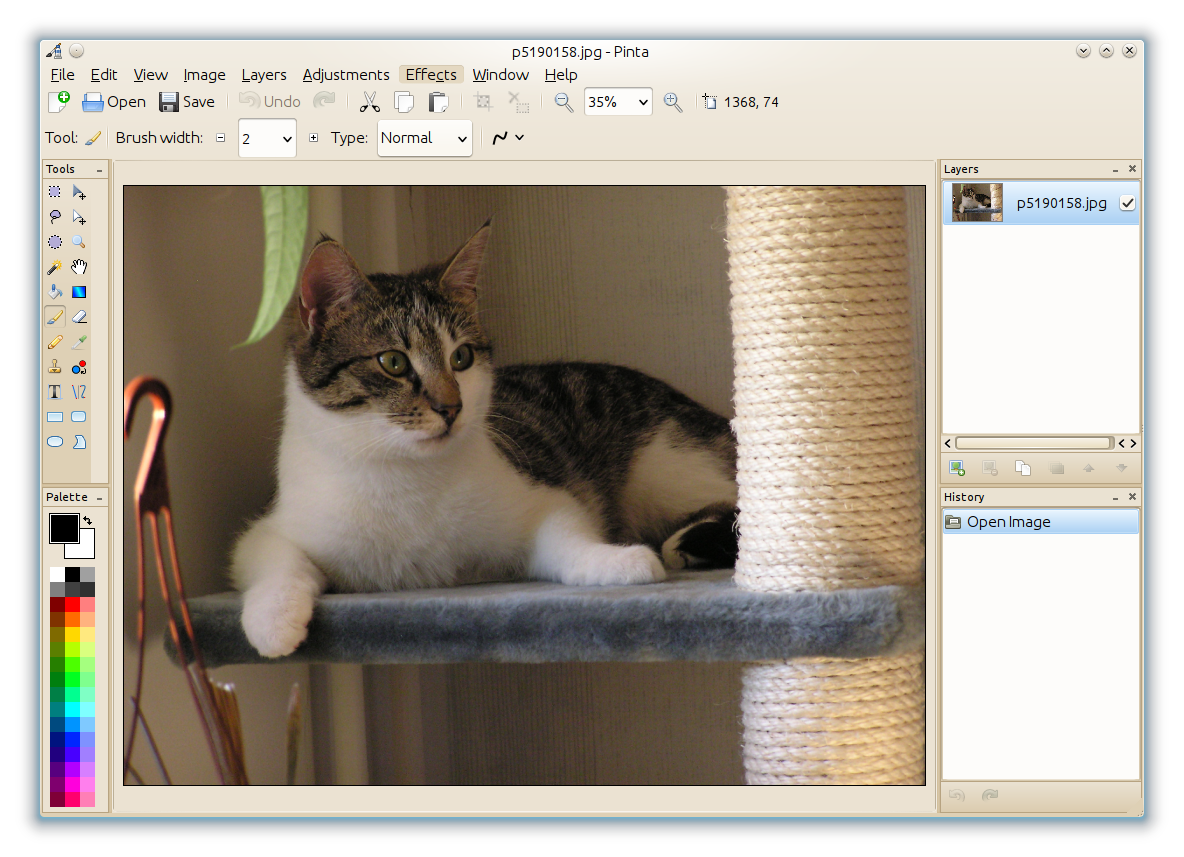 p5190158.jpg - Pinta
File Edit View Image Layers Adjustments Effects Window Help
Open Save Undo 35% 1368, 74
Tool: Brush width: 2 Type: Normal
Tools
Layers
p5190158.jpg
T
Palette
History
Open Image